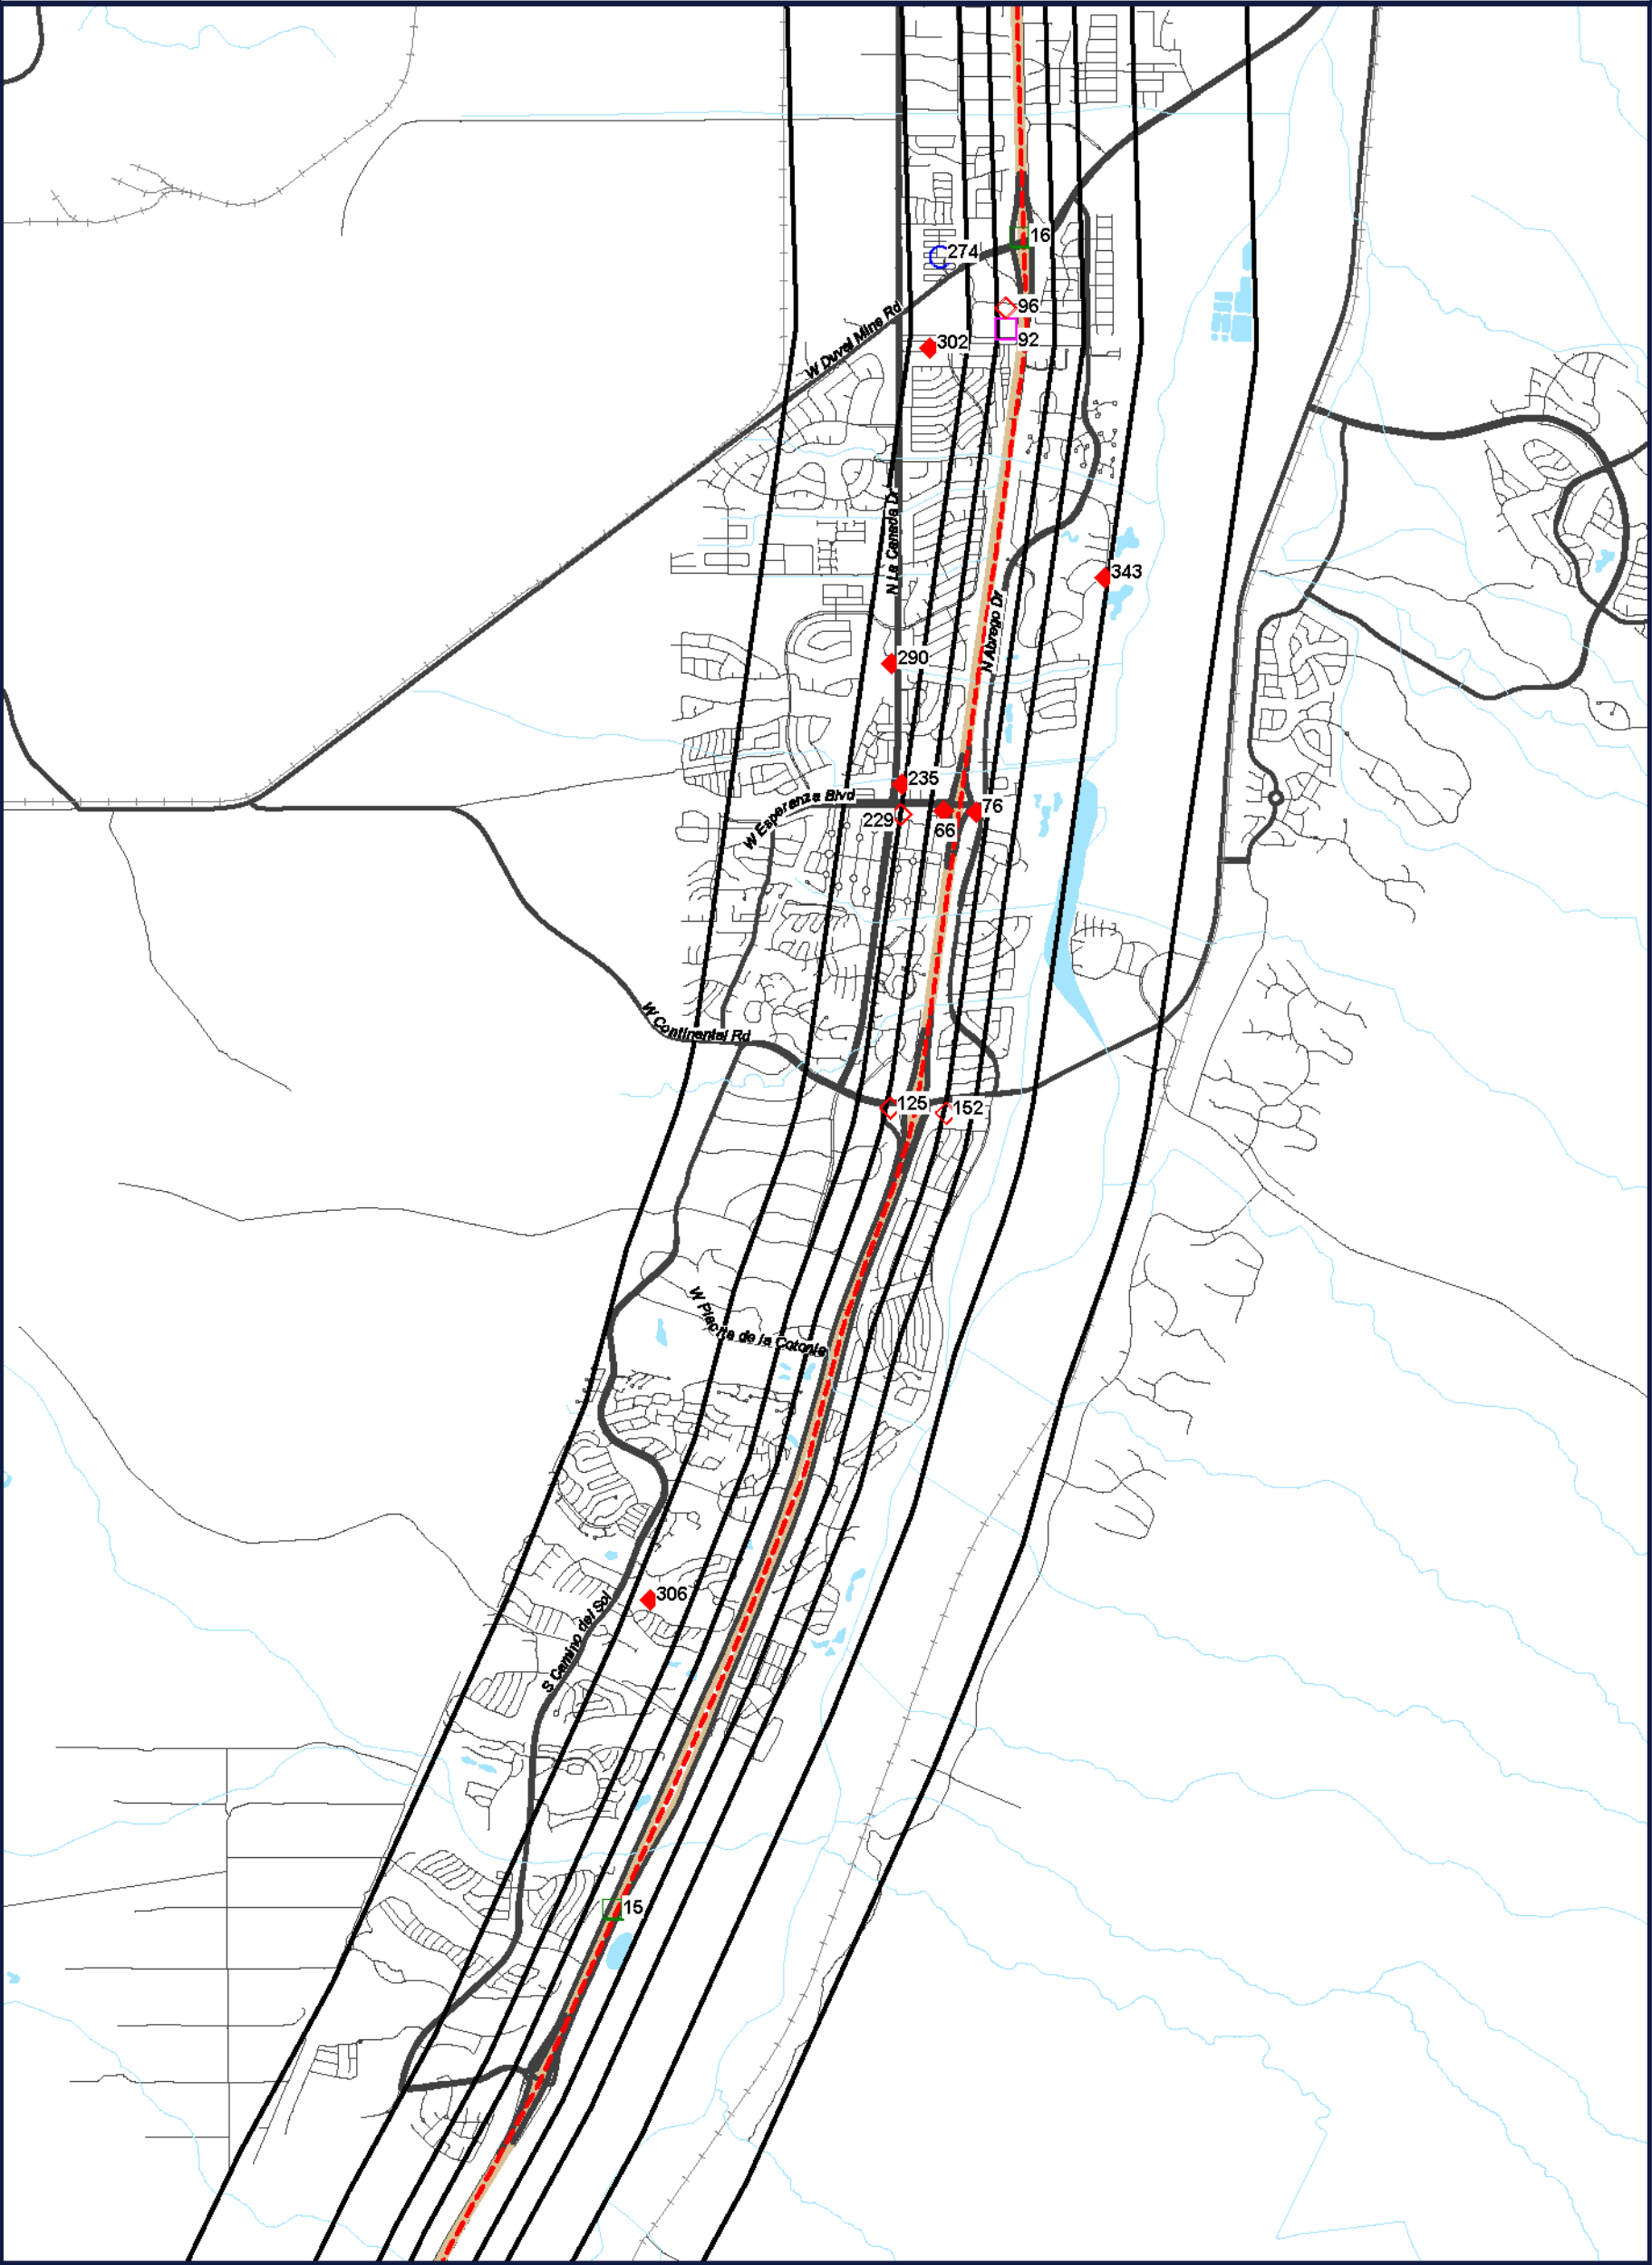 16
274
96
92
302
W Duval Mine Rd
N La Canada Dr
343
N Abrego Dr
290
235
W Esperanza Blvd
76
229
66
W Continental Rd
125
152
W Placita de la Cotonia
306
S Camino del Sol
15